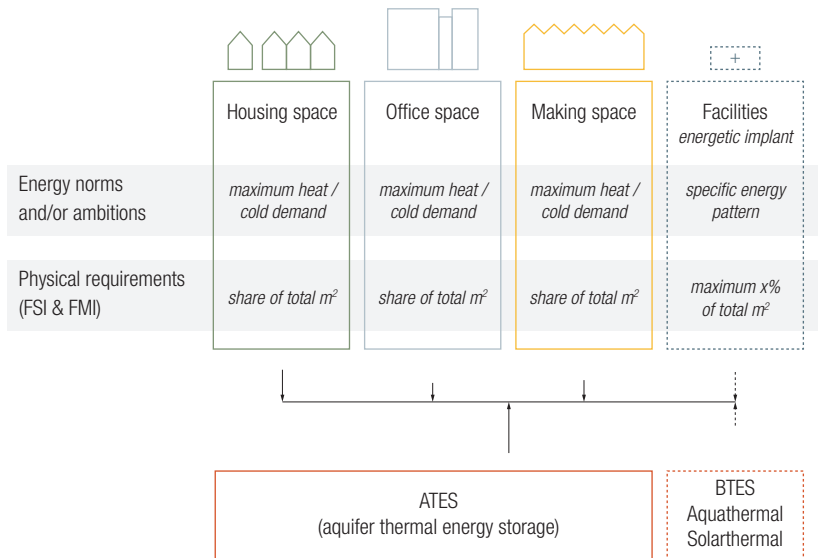 +
Housing space
Office space
Making space
Facilities
energetic implant
Energy norms
and/or ambitions
maximum heat /
cold demand
maximum heat /
cold demand
maximum heat /
cold demand
specific energy
pattern
Physical requirements
(FSI & FMI)
share of total m²
share of total m²
share of total m²
maximum x%
of total m²
ATES
(aquifer thermal energy storage)
BTES
Aquathermal
Solarthermal